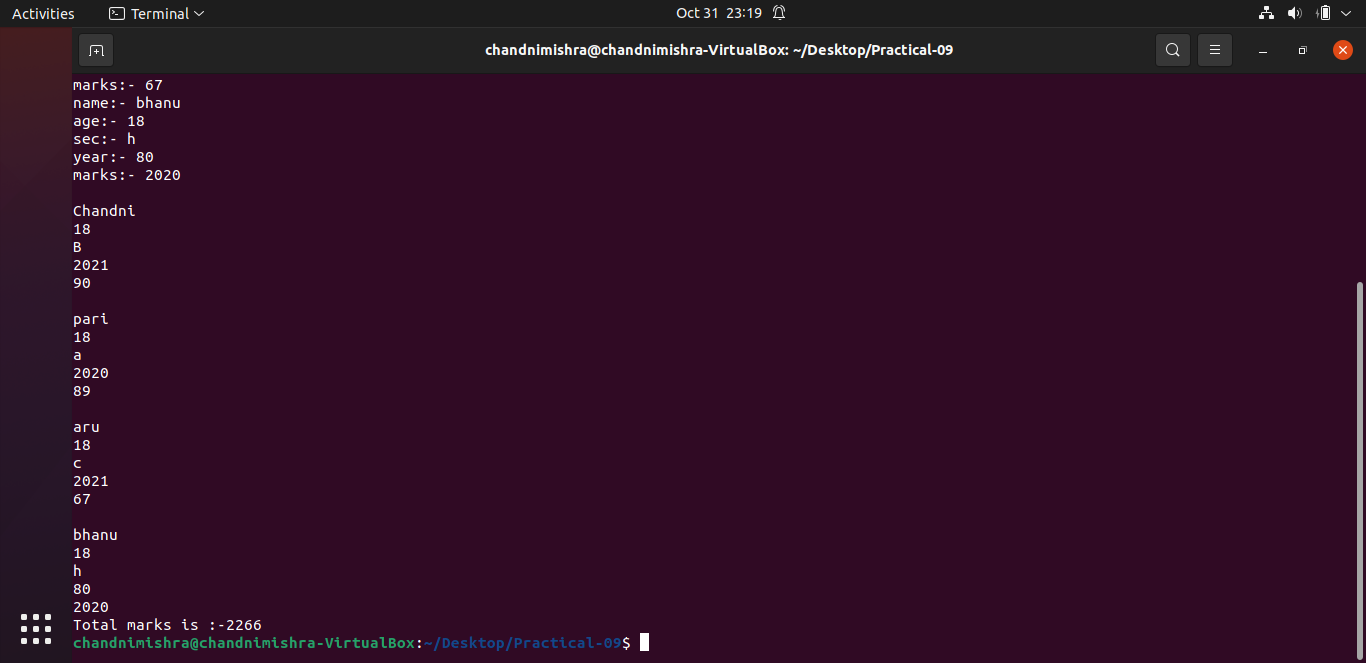 Activities
Terminal
Oct 31 23:19
chandnimishra@chandnimishra-VirtualBox: ~/Desktop/Practical-09
marks:- 67
name:- bhanu
age:- 18
sec:- h
year:- 80
marks:- 2020
Chandni
18
B
2021
90
pari
18
a
2020
89
aru
18
c
2021
67
bhanu
18
h
80
2020
Total marks is :-2266
chandnimishra@chandnimishra-VirtualBox:~/Desktop/Practical-09$